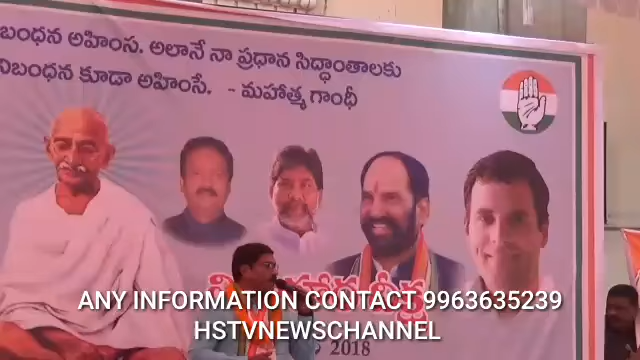 బంధన అహింస. అలానే నా ప్రధాన సిద్ధాంతాలకు
నిబంధన కూడా అహింసే. - మహాత్మ గాంధీ
ANY INFORMATION CONTACT 9963635239
HSTVNEWSCHANNEL
2018